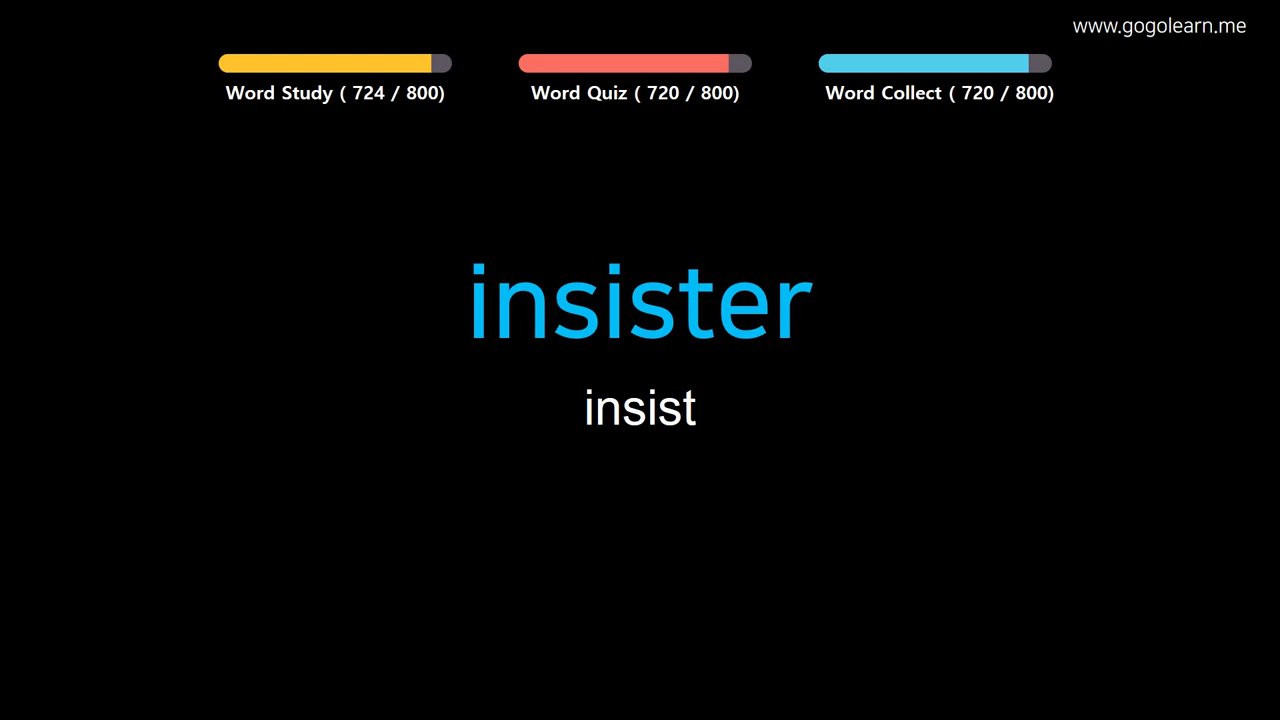 www.gogolearn.me
Word Study ( 724 / 800)
Word Quiz ( 720 / 800)
Word Collect ( 720 / 800)
insister
insist